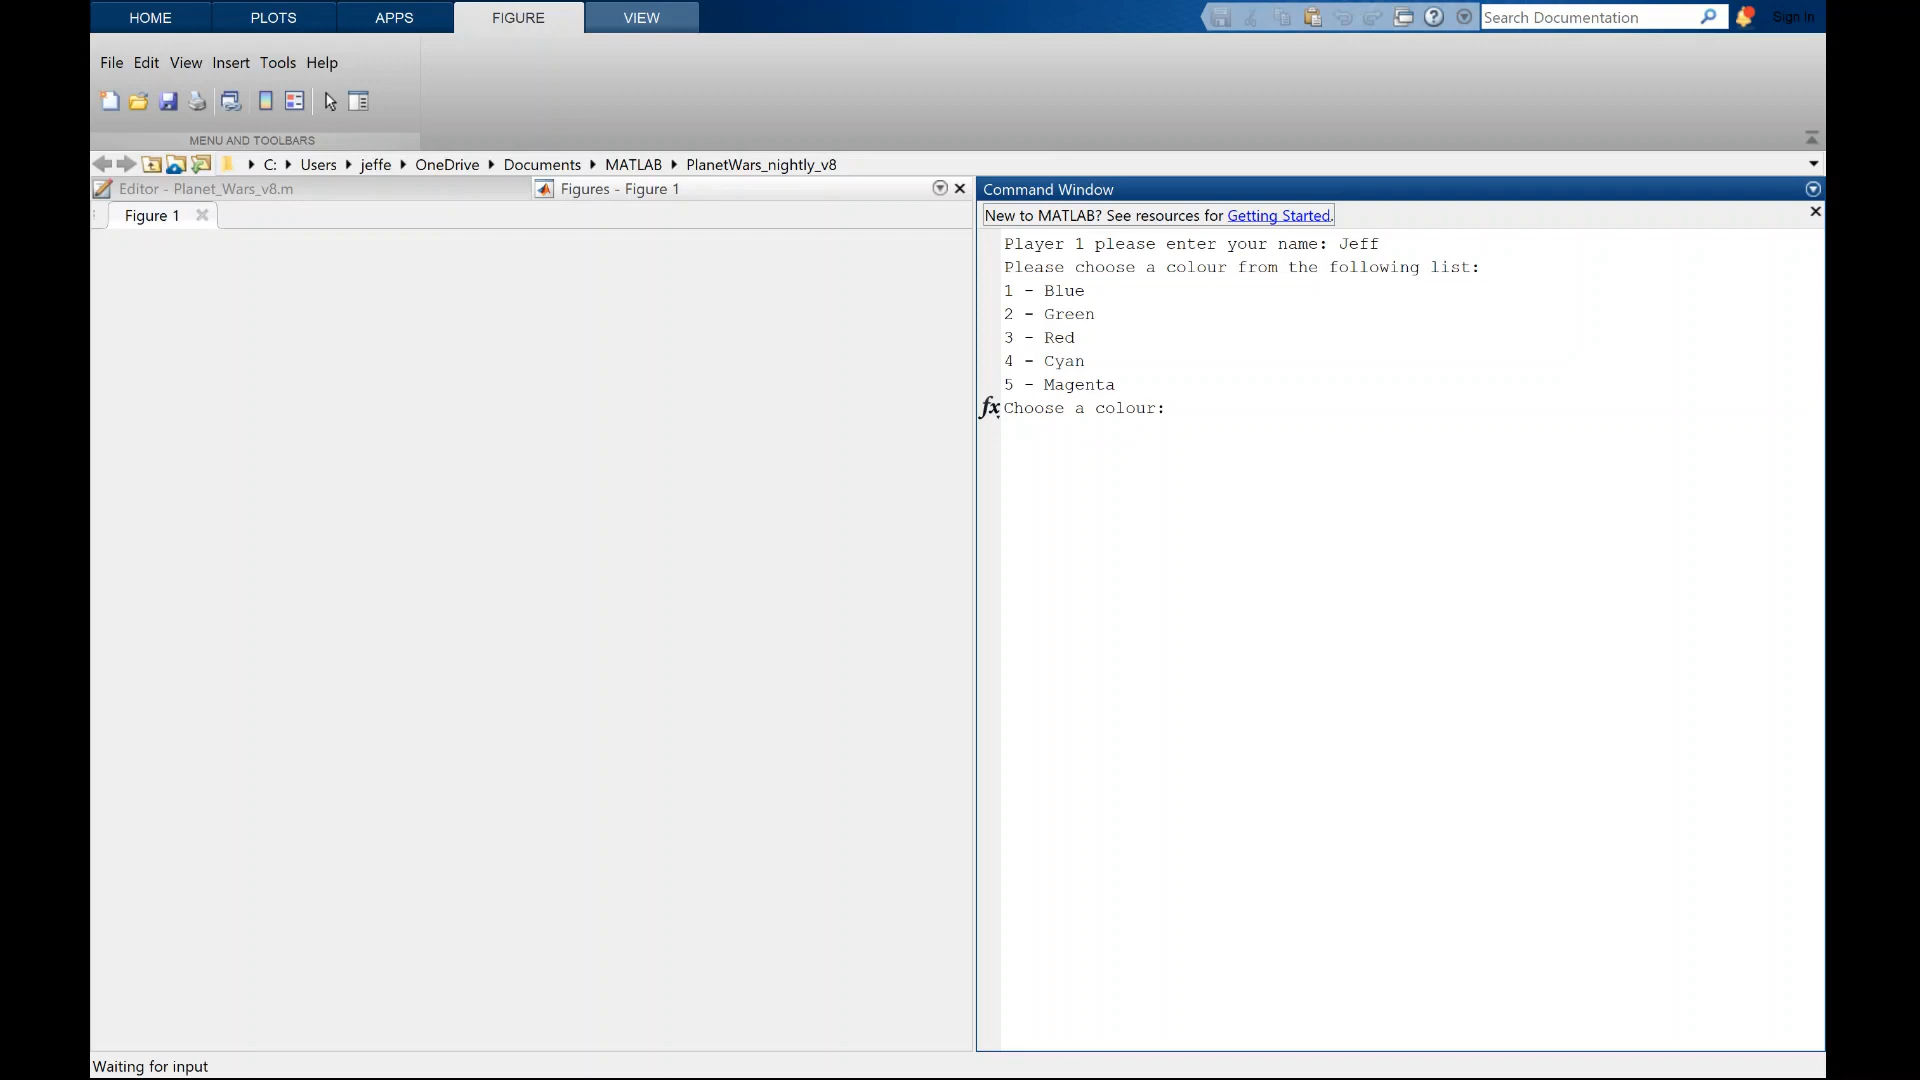 HOME PLOTS APPS FIGURE VIEW
Search Documentation Sign In
File Edit View Insert Tools Help
MENU AND TOOLBARS
C: Users jeffe OneDrive Documents MATLAB PlanetWars_nightly_v8
Editor - Planet_Wars_v8.m Figures - Figure 1 Command Window
Figure 1
New to MATLAB? See resources for Getting Started.
Player 1 please enter your name: Jeff
Please choose a colour from the following list:
1 - Blue
2 - Green
3 - Red
4 - Cyan
5 - Magenta
fx Choose a colour:
Waiting for input